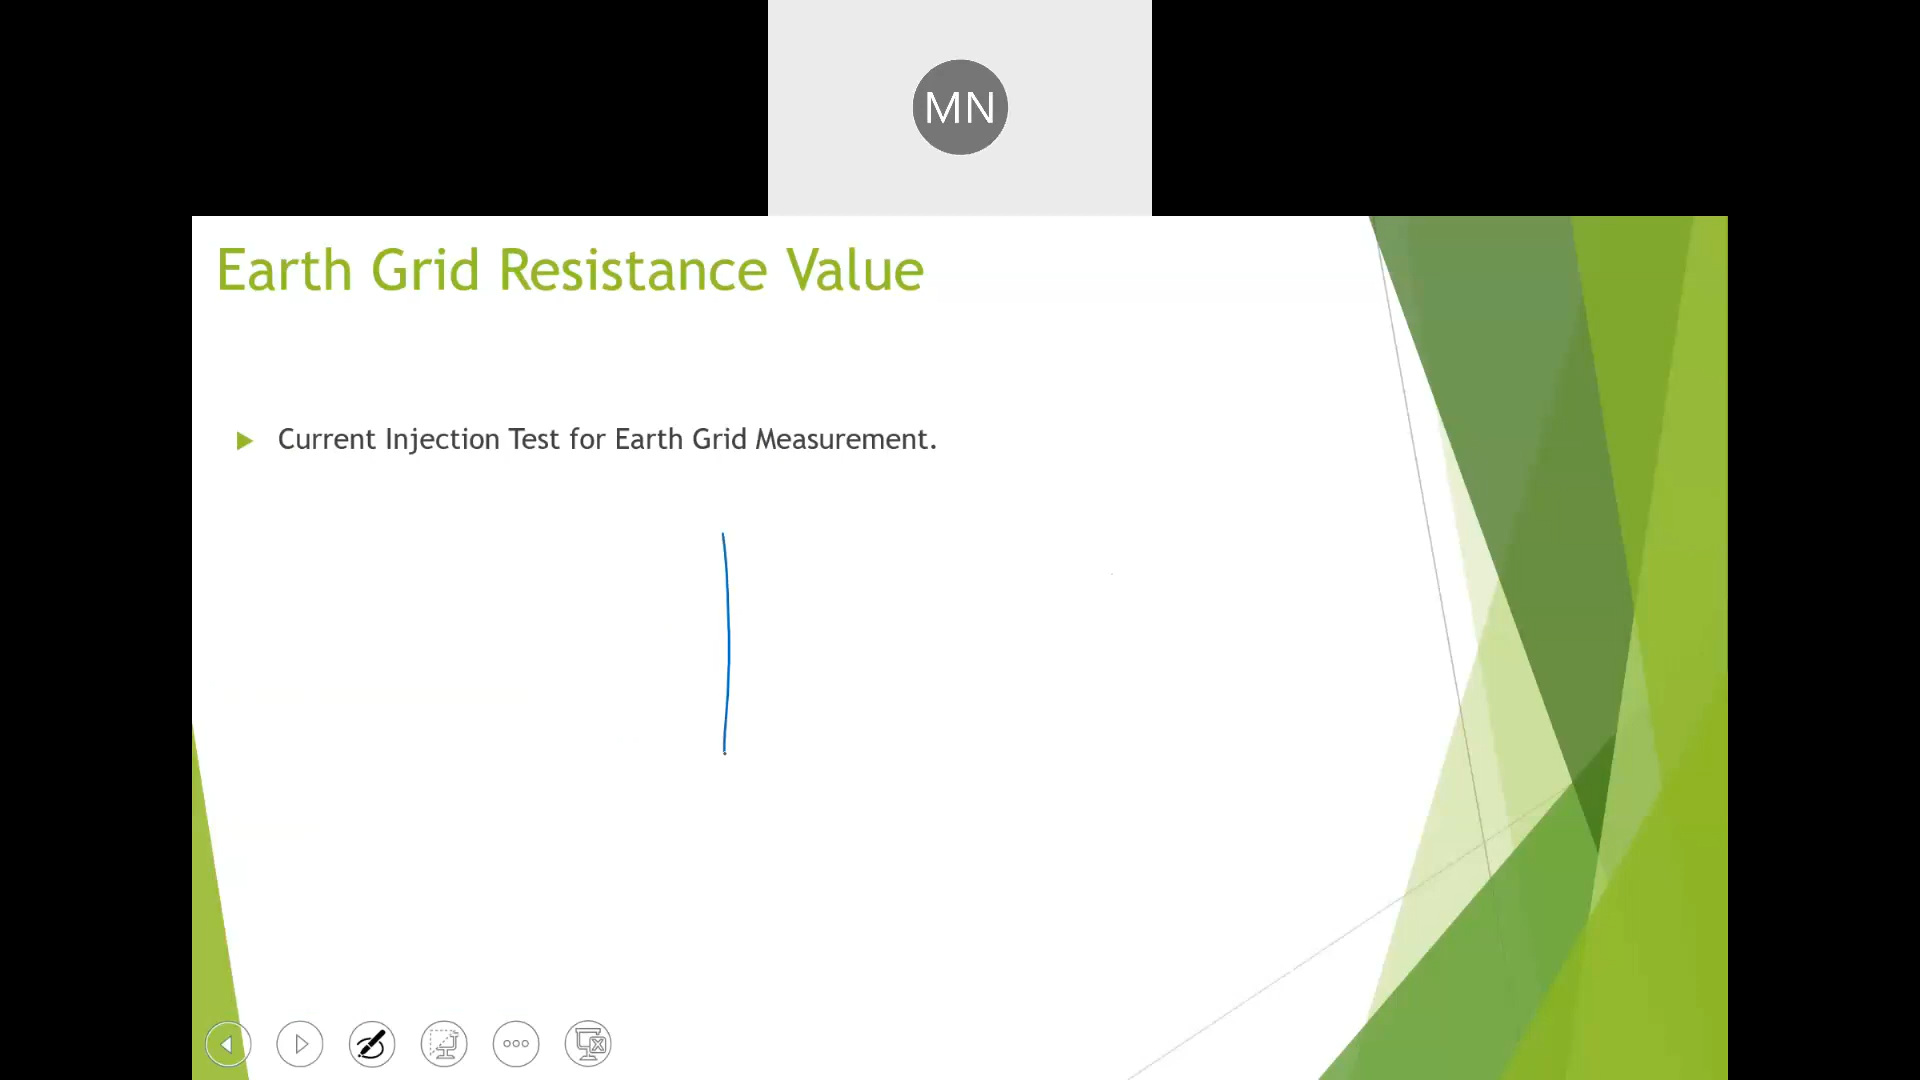 MN
Earth Grid Resistance Value
Current Injection Test for Earth Grid Measurement.